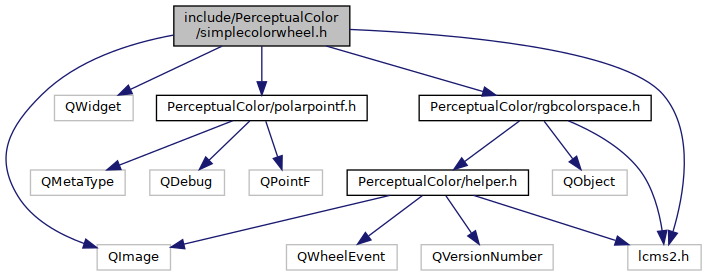 include/PerceptualColor
/simplecolorwheel.h
QWidget
PerceptualColor/polarpointf.h
PerceptualColor/rgbcolorspace.h
QMetaType
QDebug
QPointF
PerceptualColor/helper.h
QObject
QImage
QWheelEvent
QVersionNumber
lcms2.h